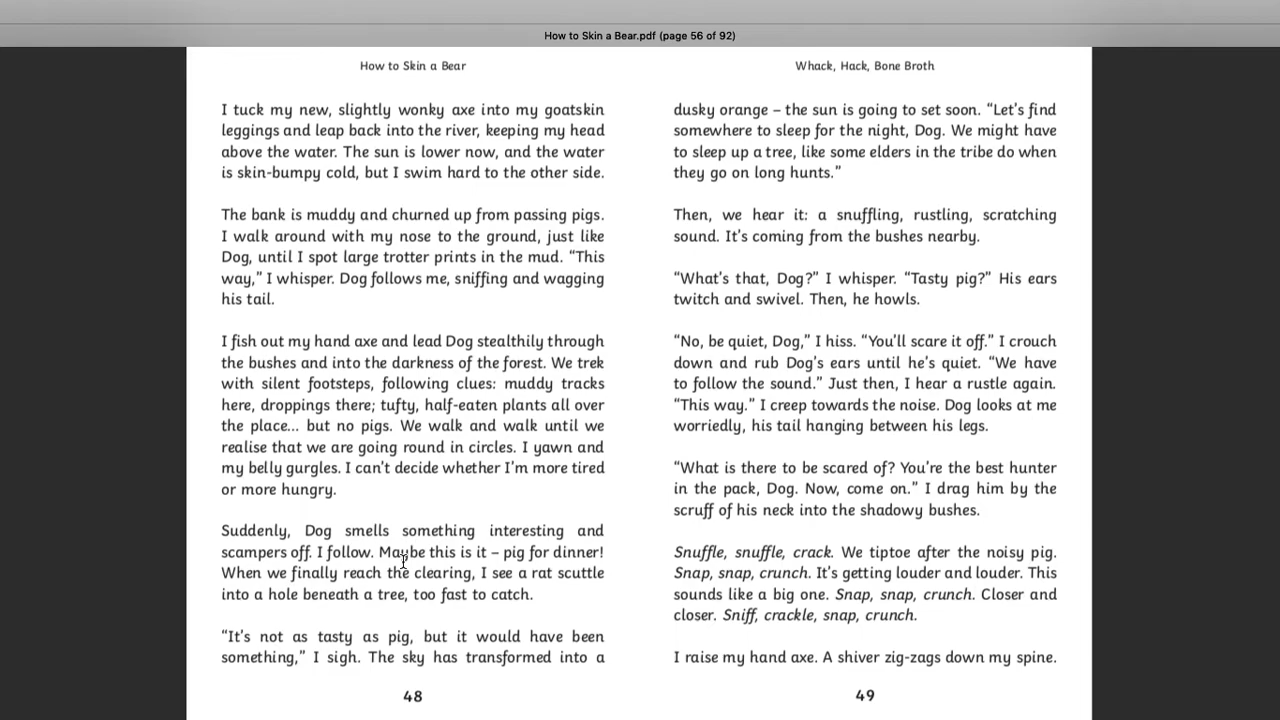 How to Skin a Bear.pdf (page 56 of 92)
How to Skin a Bear
I tuck my new, slightly wonky axe into my goatskin
leggings and leap back into the river, keeping my head
above the water. The sun is lower now, and the water
is skin-bumpy cold, but I swim hard to the other side.
The bank is muddy and churned up from passing pigs.
I walk around with my nose to the ground, just like
Dog, until I spot large trotter prints in the mud. “This
way,” I whisper. Dog follows me, sniffing and wagging
his tail.
I fish out my hand axe and lead Dog stealthily through
the bushes and into the darkness of the forest. We trek
with silent footsteps, following clues: muddy tracks
here, droppings there; tufty, half-eaten plants all over
the place... but no pigs. We walk and walk until we
realise that we are going round in circles. I yawn and
my belly gurgles. I can't decide whether I'm more tired
or more hungry.
Suddenly, Dog smells something interesting and
scampers off. I follow. Maybe this is it – pig for dinner!
When we finally reach the clearing, I see a rat scuttle
into a hole beneath a tree, too fast to catch.
“It's not as tasty as pig, but it would have been
something,” I sigh. The sky has transformed into a
48
Whack, Hack, Bone Broth
dusky orange – the sun is going to set soon. “Let's find
somewhere to sleep for the night, Dog. We might have
to sleep up a tree, like some elders in the tribe do when
they go on long hunts.”
Then, we hear it: a snuffling, rustling, scratching
sound. It's coming from the bushes nearby.
“What's that, Dog?” I whisper. “Tasty pig?” His ears
twitch and swivel. Then, he howls.
“No, be quiet, Dog,” I hiss. “You'll scare it off.” I crouch
down and rub Dog's ears until he's quiet. “We have
to follow the sound.” Just then, I hear a rustle again.
“This way.” I creep towards the noise. Dog looks at me
worriedly, his tail hanging between his legs.
“What is there to be scared of? You're the best hunter
in the pack, Dog. Now, come on.” I drag him by the
scruff of his neck into the shadowy bushes.
Snuffle, snuffle, crack. We tiptoe after the noisy pig.
Snap, snap, crunch. It's getting louder and louder. This
sounds like a big one. Snap, snap, crunch. Closer and
closer. Sniff, crackle, snap, crunch.
I raise my hand axe. A shiver zig-zags down my spine.
49